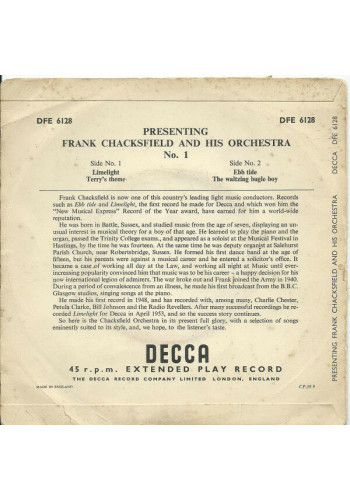 DFE 6128 DFE 6128
PRESENTING
FRANK CHACKSFIELD AND HIS ORCHESTRA
No. 1
Side No. 1 Side No. 2
Limelight Ebb tide
Terry's theme The waltzing bugle boy
Frank Chacksfield is now one of this country's leading light music conductors. Records
such as Ebb tide and Limelight, the first record he made for Decca and which won him the
"New Musical Express" Record of the Year award, have earned for him a world-wide
reputation.
He was born in Battle, Sussex, and studied music from the age of seven, displaying an
unusual interest in musical theory for a boy of that age. He learned to play the piano and the
organ, passed the Trinity College exams., and appeared as soloist at the Musical Festival in
Hastings, by the time he was fourteen. At the same time he was deputy organist at Salehurst
Parish Church, near Robertsbridge, Sussex. He formed his first dance band at the age of
fifteen, but his parents were against a musical career and he entered a solicitor's office. It
became a case of working all day at the Law, and working all night at Music until ever-
increasing popularity convinced him that music was to be his career – a happy decision for his
now international-ranging army of fans. The war broke out and Frank joined the Army in 1940.
During a period of convalescence from an illness, he made his first broadcast from the B.B.C.
Glasgow studios, singing songs at the piano.
He made his first record in 1948, and has recorded with, among many, Charlie Chester,
Petula Clarke, Bill Johnson and the Radio Revellers. After many successful recordings he re-
corded Limelight for Decca in April 1953, and so the success story continues.
So here is the Chacksfield Orchestra in its present full glory, with a selection of songs
eminently suited to its style, and, we hope, to the listener's taste.
DECCA
45 r.p.m. EXTENDED PLAY RECORD
THE DECCA RECORD COMPANY LIMITED LONDON, ENGLAND
MADE IN ENGLAND
PRESENTING FRANK CHACKSFIELD AND HIS ORCHESTRA DECCA DFE 6128